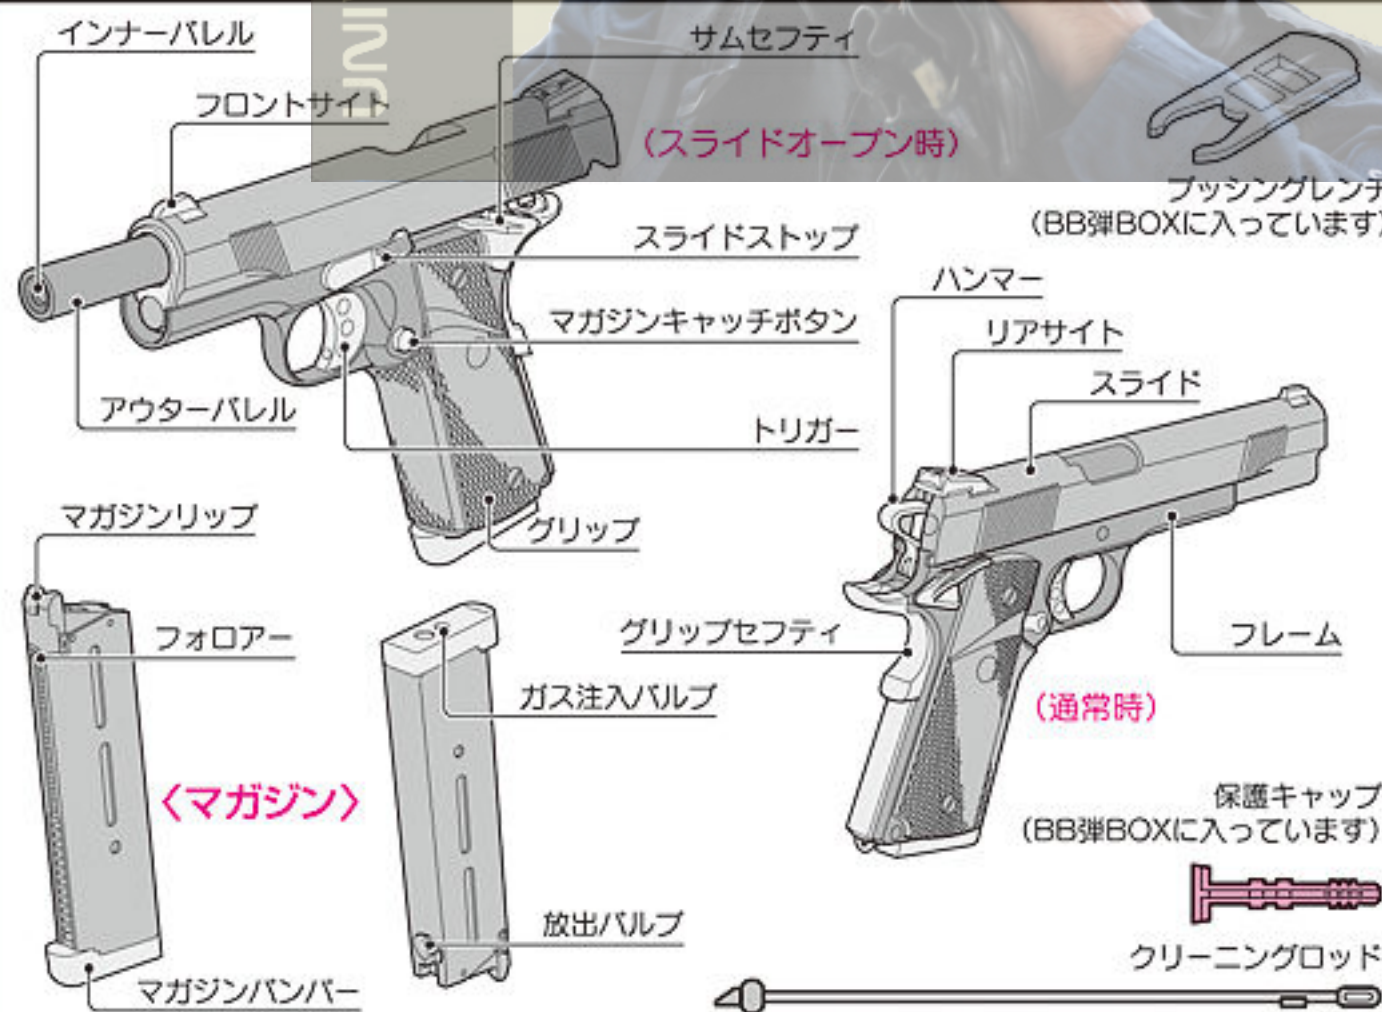 インナーバレル
サムセフティ
フロントサイト
(スライドオープン時)
ブッシングレンチ
(BB弾BOXに入っています)
スライドストップ
ハンマー
マガジンキャッチボタン
リアサイト
スライド
アウターバレル
トリガー
マガジンリップ
グリップ
フォロアー
グリップセフティ
フレーム
ガス注入バルブ
(通常時)
〈マガジン〉
保護キャップ
(BB弾BOXに入っています)
放出バルブ
クリーニングロッド
マガジンバンパー